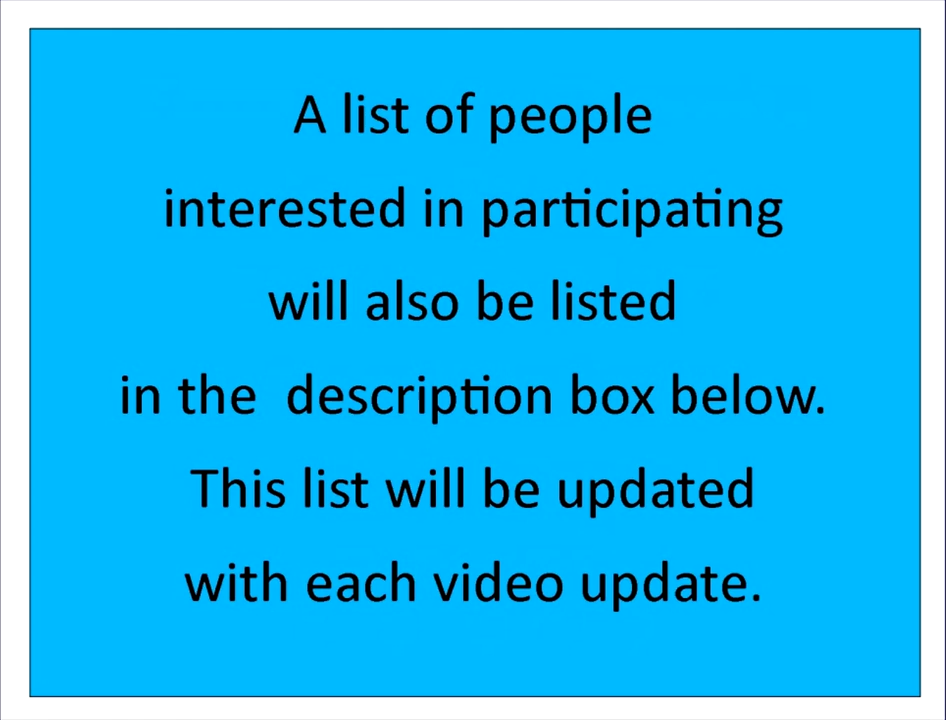 A list of people
interested in participating
will also be listed
in the  description box below.
This list will be updated
with each video update.